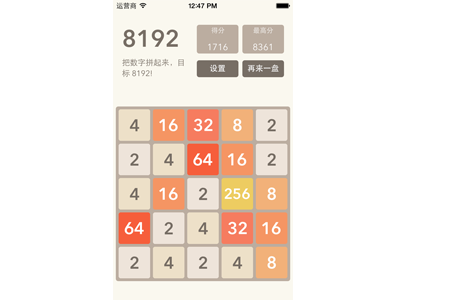 运营商 12:47 PM
8192
得分 最高分
1716 8361
把数字拼起来，目
标 8192!
设置 再来一盘
4 16 32 8 2
2 4 64 16 2
4 16 2 256 8
64 2 4 32 16
2 4 2 4 8